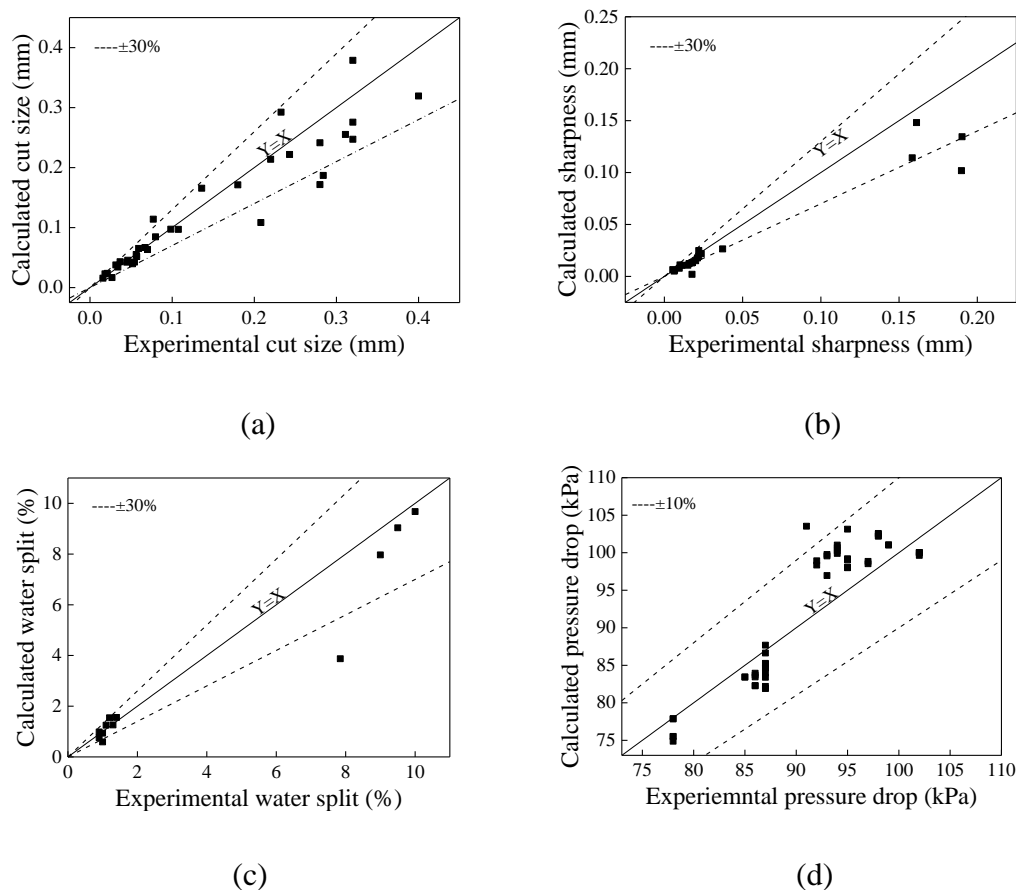 ----±30%
Y=X
Calculated cut size (mm)
0.4
0.3
0.2
0.1
0.0
0.0 0.1 0.2 0.3 0.4
Experimental cut size (mm)
(a)
----±30%
Y=X
Calculated sharpness (mm)
0.25
0.20
0.15
0.10
0.05
0.00
0.00 0.05 0.10 0.15 0.20
Experimental sharpness (mm)
(b)
----±30%
Y=X
Calculated water split (%)
10
8
6
4
2
0
0 2 4 6 8 10
Experimental water split (%)
(c)
----±10%
Y=X
Calculated pressure drop (kPa)
110
105
100
95
90
85
80
75
75 80 85 90 95 100 105 110
Experiemntal pressure drop (kPa)
(d)